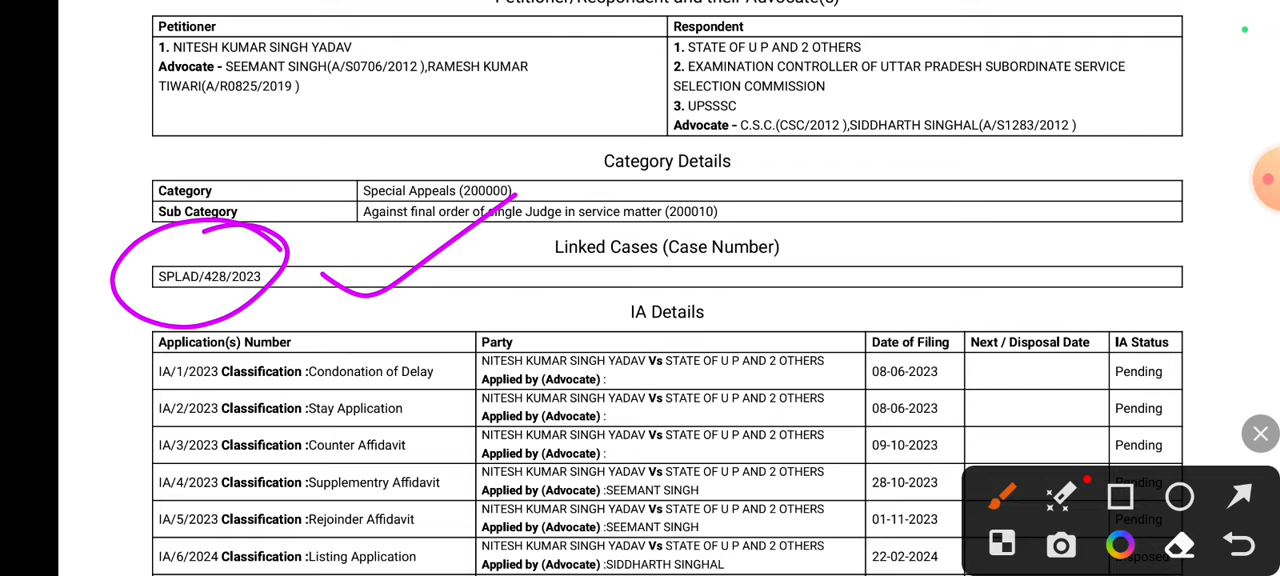 Petitioner/Respondent and their Advocate(s)
Petitioner
Respondent
1. NITESH KUMAR SINGH YADAV
Advocate - SEEMANT SINGH(A/S0706/2012 ),RAMESH KUMAR
TIWARI(A/R0825/2019 )
1. STATE OF U P AND 2 OTHERS
2. EXAMINATION CONTROLLER OF UTTAR PRADESH SUBORDINATE SERVICE
SELECTION COMMISSION
3. UPSSSC
Advocate - C.S.C.(CSC/2012 ),SIDDHARTH SINGHAL(A/S1283/2012 )
Category Details
Category Special Appeals (200000)
Sub Category Against final order of single Judge in service matter (200010)
Linked Cases (Case Number)
SPLAD/428/2023
IA Details
Application(s) Number Party Date of Filing Next / Disposal Date IA Status
IA/1/2023 Classification :Condonation of Delay NITESH KUMAR SINGH YADAV Vs STATE OF U P AND 2 OTHERS
Applied by (Advocate) : 08-06-2023 Pending
IA/2/2023 Classification :Stay Application NITESH KUMAR SINGH YADAV Vs STATE OF U P AND 2 OTHERS
Applied by (Advocate) : 08-06-2023 Pending
IA/3/2023 Classification :Counter Affidavit NITESH KUMAR SINGH YADAV Vs STATE OF U P AND 2 OTHERS
Applied by (Advocate) : 09-10-2023 Pending
IA/4/2023 Classification :Supplementry Affidavit NITESH KUMAR SINGH YADAV Vs STATE OF U P AND 2 OTHERS
Applied by (Advocate) :SEEMANT SINGH 28-10-2023 Pending
IA/5/2023 Classification :Rejoinder Affidavit NITESH KUMAR SINGH YADAV Vs STATE OF U P AND 2 OTHERS
Applied by (Advocate) :SEEMANT SINGH 01-11-2023 Pending
IA/6/2024 Classification :Listing Application NITESH KUMAR SINGH YADAV Vs STATE OF U P AND 2 OTHERS
Applied by (Advocate) :SIDDHARTH SINGHAL 22-02-2024